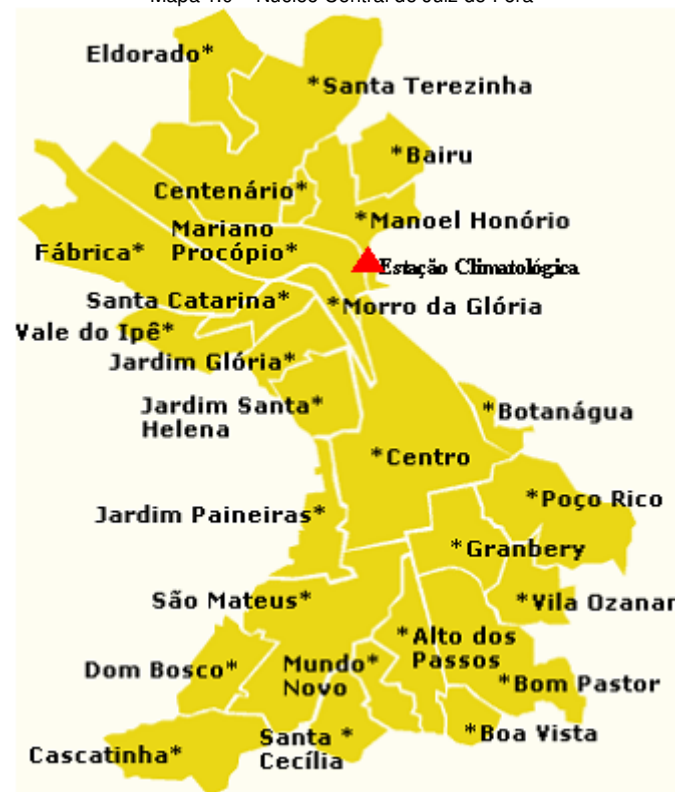 Eldorado*
*Santa Terezinha
*Bairu
Centenário*
*Manoel Honório
Mariano
Procópio*
Fábrica*
Estação Climatológica
Santa Catarina*
*Morro da Glória
Vale do Ipê*
Jardim Glória*
Jardim Santa*
Helena
*Botanágua
*Centro
*Poço Rico
Jardim Paineiras*
*Granbery
São Mateus*
*Vila Ozanar
*Alto dos
Passos
Dom Bosco*
Mundo*
Novo
*Bom Pastor
Santa *
Cecília
*Boa Vista
Cascatinha*